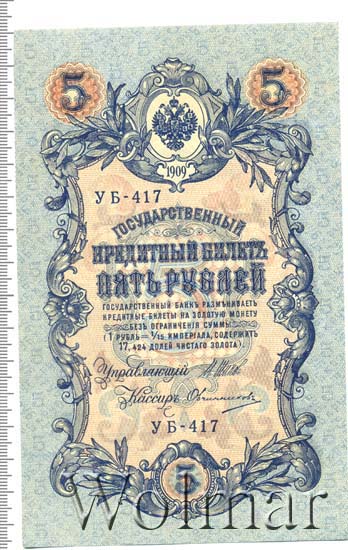 5 5
1909
УБ-417
ГОСУДАРСТВЕННЫЙ
КРЕДИТНЫЙ БИЛЕТЪ
ПЯТЬ РУБЛЕЙ
ГОСУДАРСТВЕННЫЙ БАНКЪ РАЗМѢНИВАЕТЪ
КРЕДИТНЫЕ БИЛЕТЫ НА ЗОЛОТУЮ МОНЕТУ
БЕЗЪ ОГРАНИЧЕНІЯ СУММЫ
(1 РУБЛЬ = 1/15 ИМПЕРІАЛА, СОДЕРЖИТЪ
17,424 ДОЛЕЙ ЧИСТАГО ЗОЛОТА).
Управляющій
Кассиръ Овчинниковъ
УБ-417
5
Wolmar